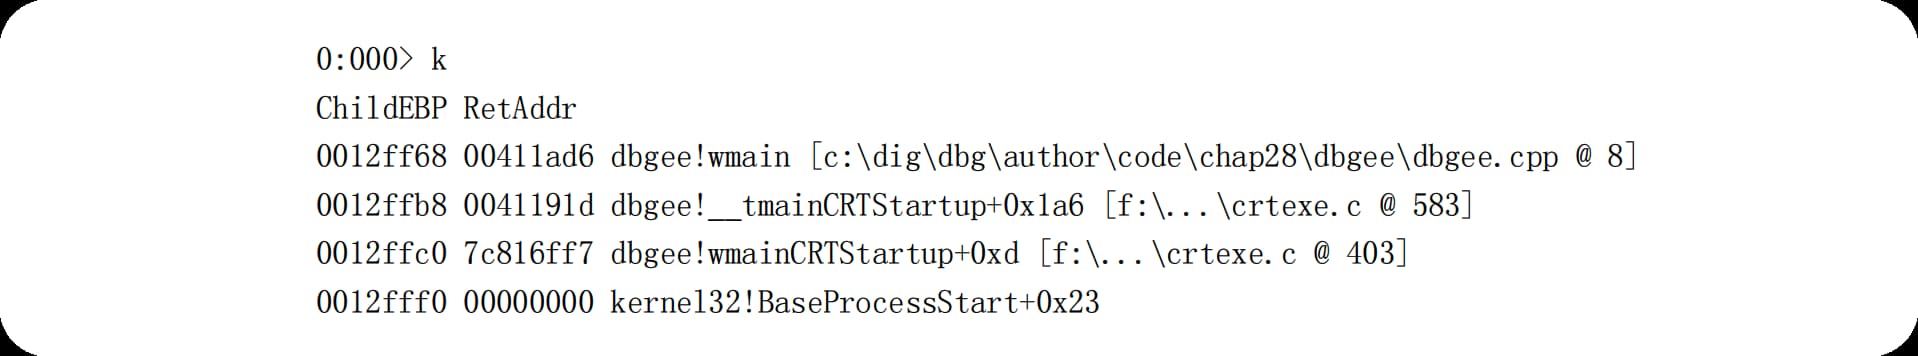 0:000> k
ChildEBP RetAddr
0012ff68 00411ad6 dbgee!wmain [c:\dig\dbg\author\code\chap28\dbgee\dbgee.cpp @ 8]
0012ffb8 0041191d dbgee!__tmainCRTStartup+0x1a6 [f:\...\crtexe.c @ 583]
0012ffc0 7c816ff7 dbgee!wmainCRTStartup+0xd [f:\...\crtexe.c @ 403]
0012fff0 00000000 kernel32!BaseProcessStart+0x23